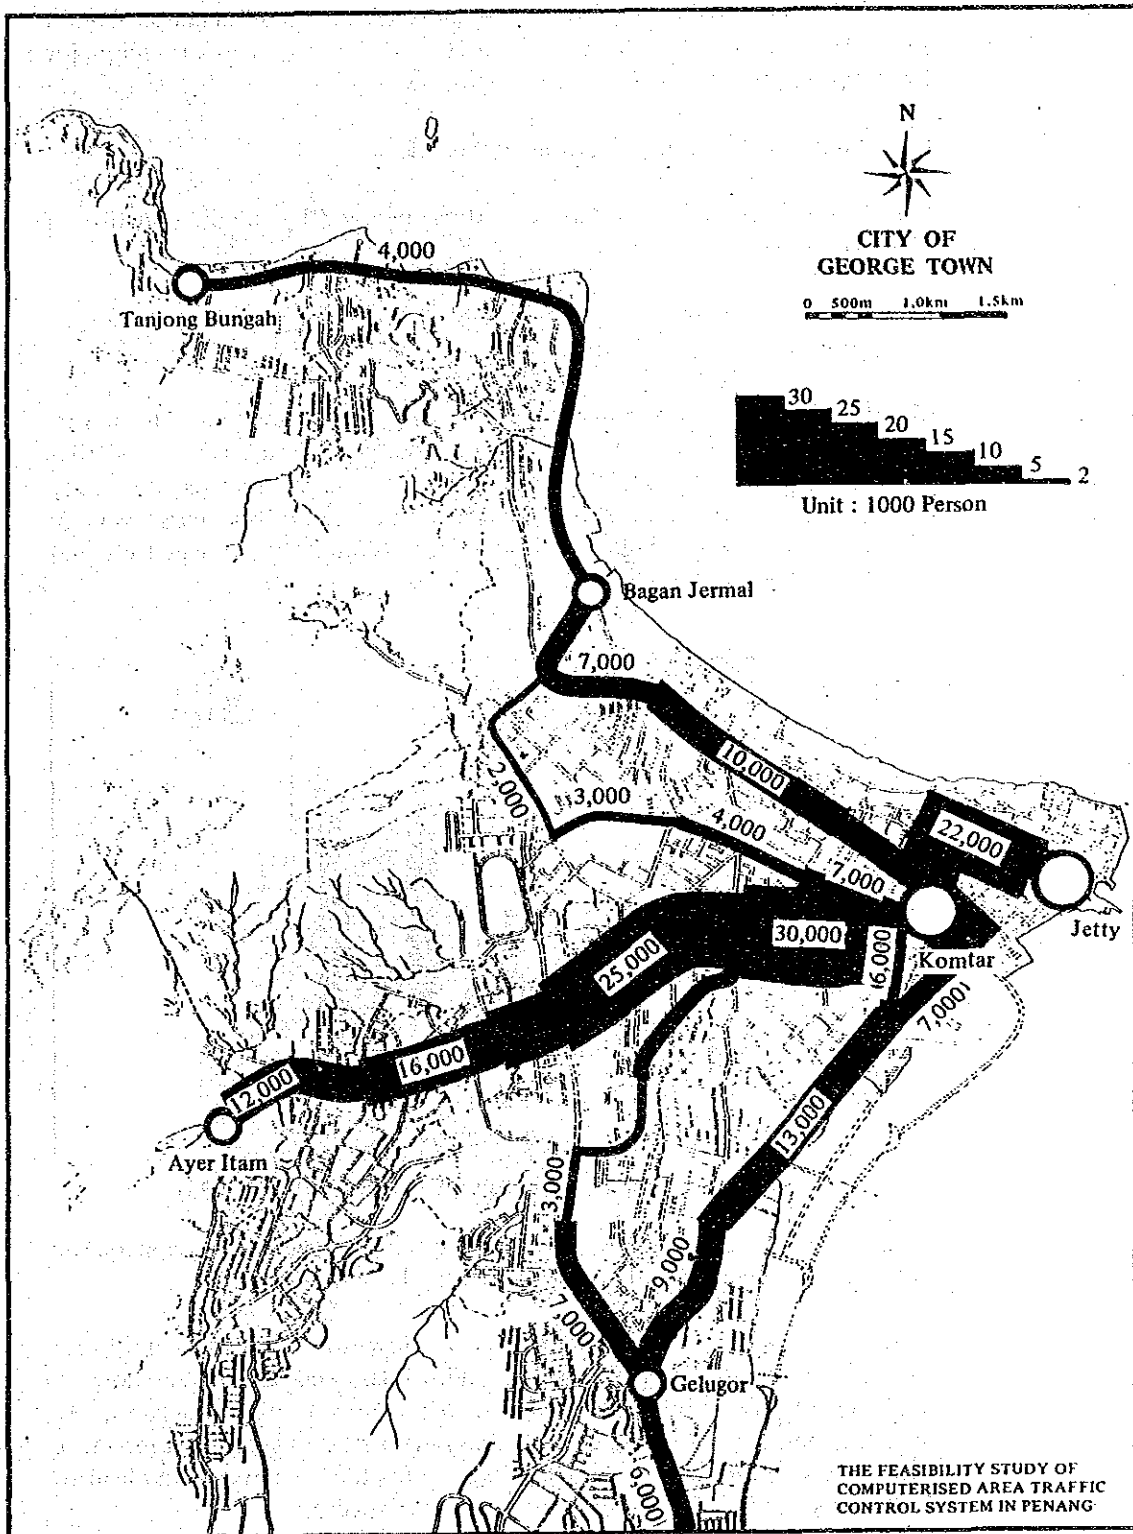 N
CITY OF
GEORGE TOWN
0 500m 1.0km 1.5km
4,000
Tanjong Bungah
30
25
20
15
10
5
2
Unit : 1000 Person
Bagan Jermal
7,000
10,000
2,000
3,000
4,000
7,000
22,000
Jetty
30,000
6,000
Komtar
25,000
7,000
16,000
12,000
13,000
Ayer Itam
3,000
9,000
7,000
Gelugor
6,000
THE FEASIBILITY STUDY OF
COMPUTERISED AREA TRAFFIC
CONTROL SYSTEM IN PENANG